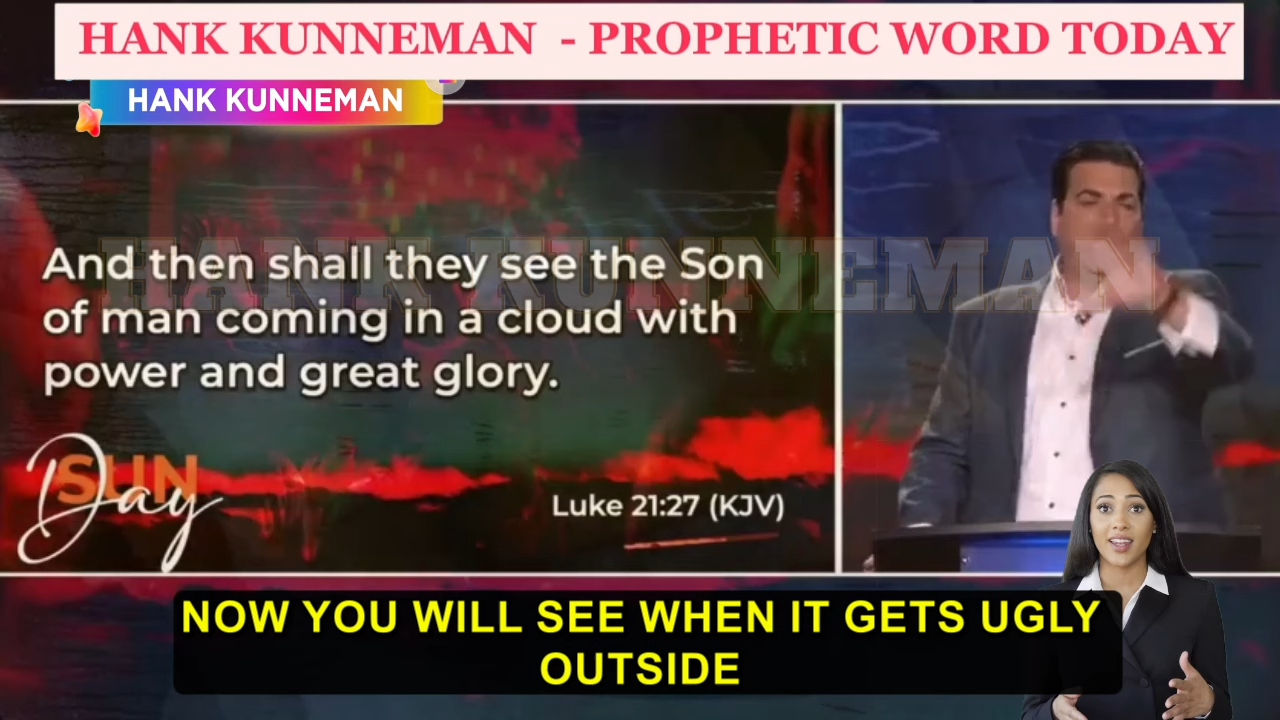 HANK KUNNEMAN - PROPHETIC WORD TODAY
HANK KUNNEMAN
HANK KUNNEMAN
And then shall they see the Son
of man coming in a cloud with
power and great glory.
SUN
Day
Luke 21:27 (KJV)
NOW YOU WILL SEE WHEN IT GETS UGLY
OUTSIDE